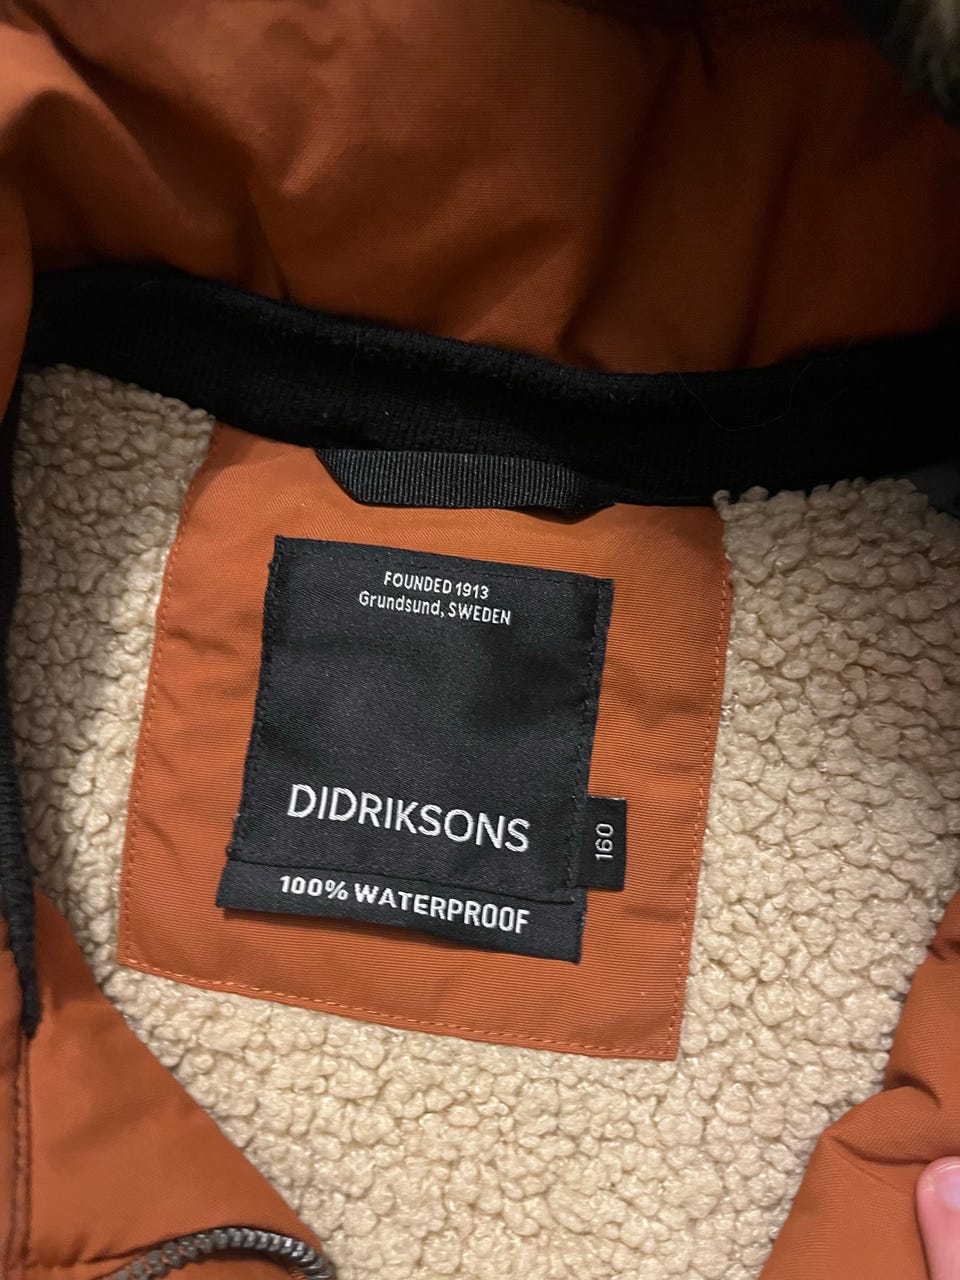 FOUNDED 1913
Grundsund, SWEDEN
DIDRIKSONS
160
100% WATERPROOF